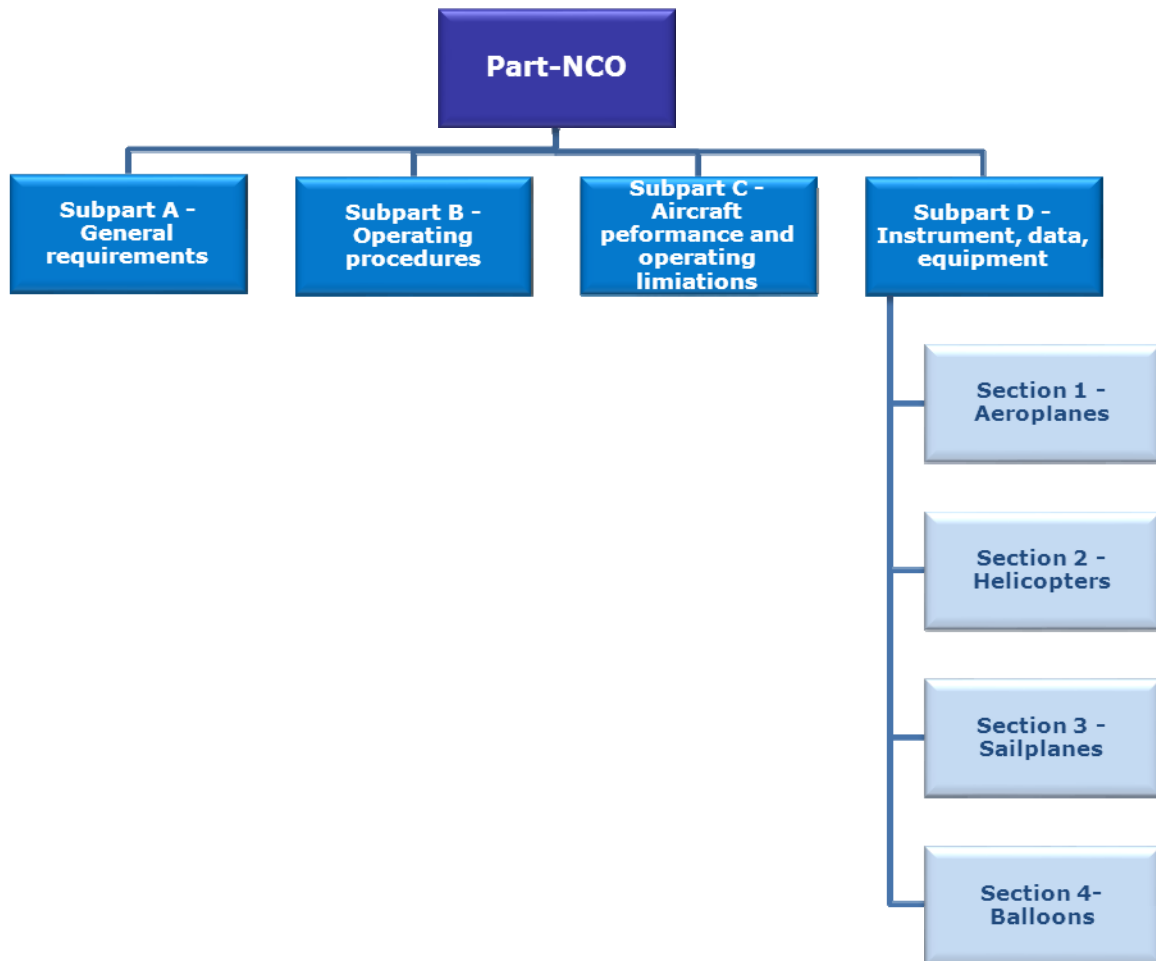 Part-NCO
Subpart A -
General
requirements
Subpart B -
Operating
procedures
Subpart C -
Aircraft
peformance and
operating
limiations
Subpart D -
Instrument, data,
equipment
Section 1 -
Aeroplanes
Section 2 -
Helicopters
Section 3 -
Sailplanes
Section 4-
Balloons